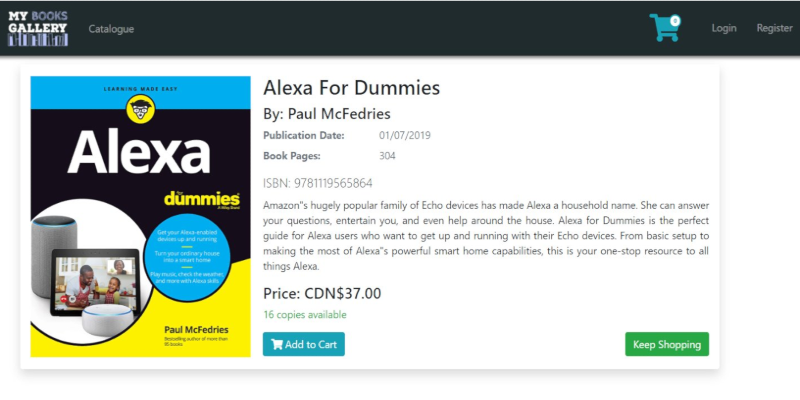 MY BOOKS
GALLERY
Catalogue
0
Login
Register
LEARNING MADE EASY
Alexa
for
dummies
A Wiley Brand
Get your Alexa-enabled
devices up and running
Turn your ordinary house
into a smart home
Play music, check the weather,
and more with Alexa skills
Paul McFedries
Bestselling author of more than
95 books
Alexa For Dummies
By: Paul McFedries
Publication Date: 01/07/2019
Book Pages: 304
ISBN: 9781119565864
Amazon"s hugely popular family of Echo devices has made Alexa a household name. She can answer
your questions, entertain you, and even help around the house. Alexa for Dummies is the perfect
guide for Alexa users who want to get up and running with their Echo devices. From basic setup to
making the most of Alexa"s powerful smart home capabilities, this is your one-stop resource to all
things Alexa.
Price: CDN$37.00
16 copies available
Add to Cart
Keep Shopping